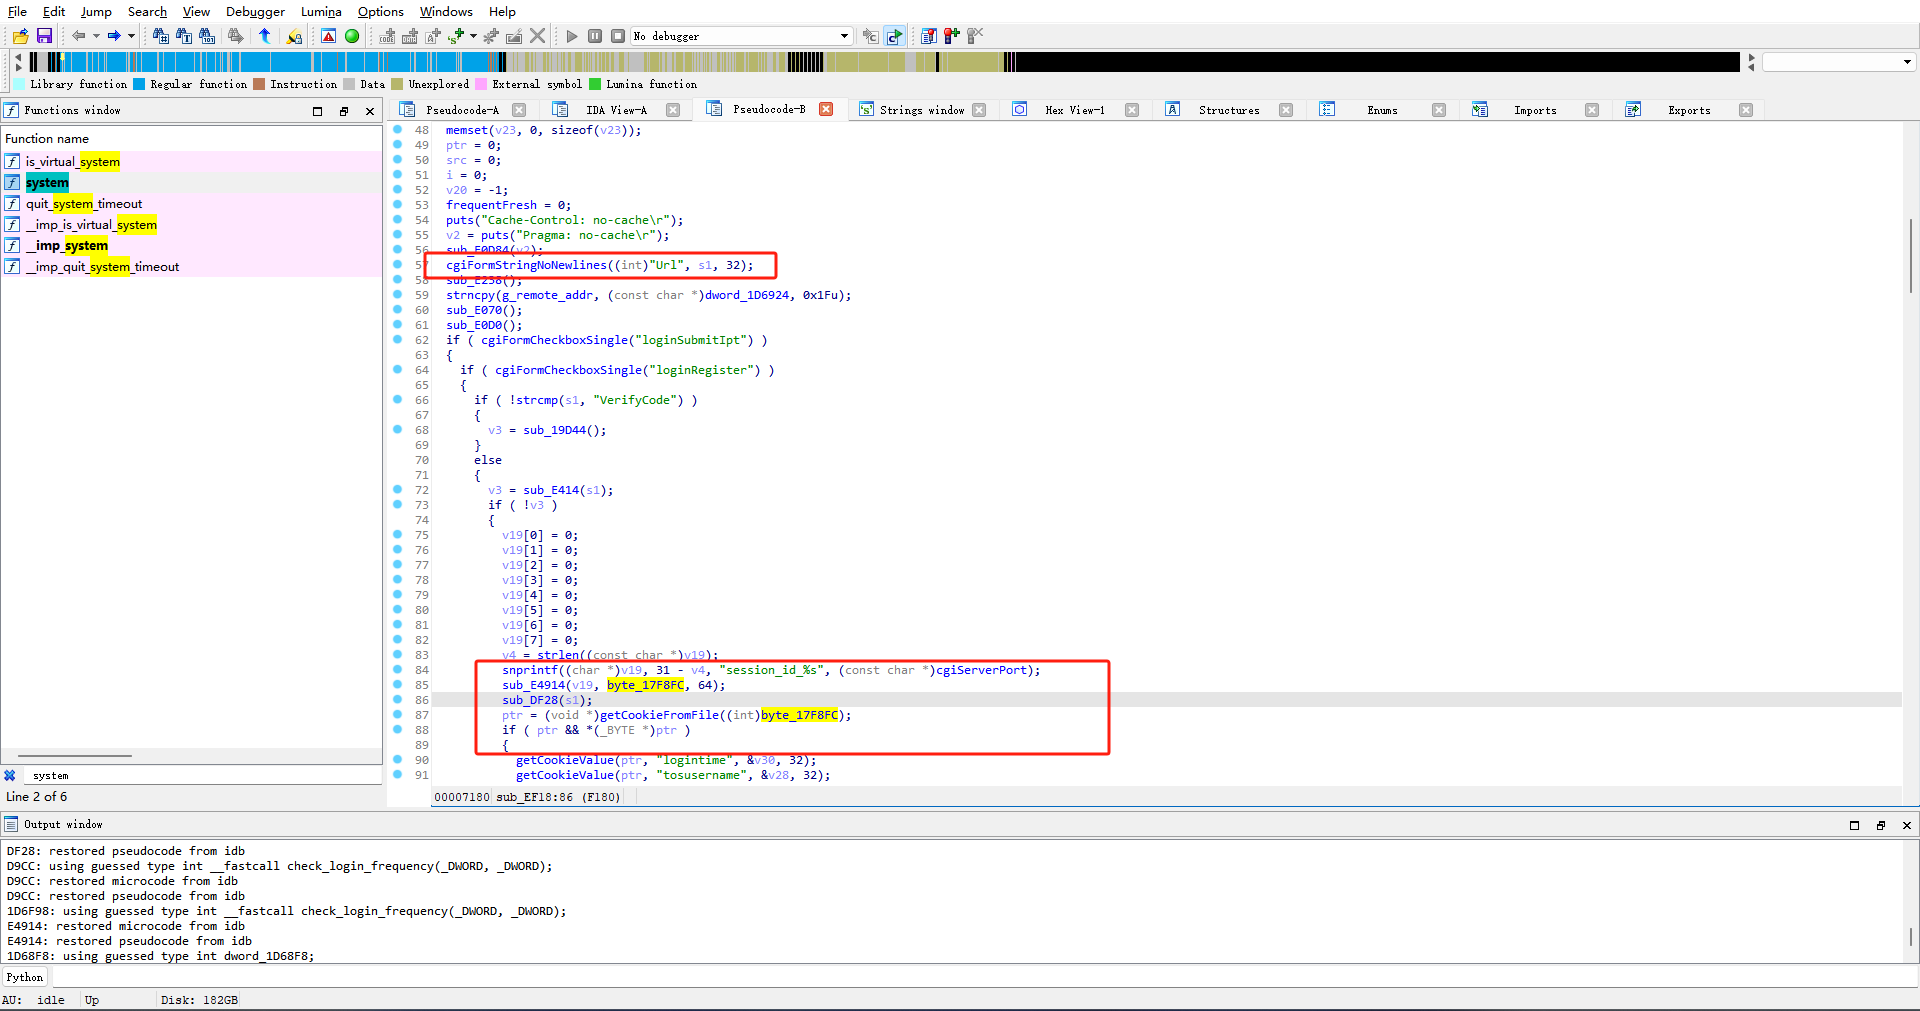 File Edit Jump Search View Debugger Lumina Options Windows Help
No debugger
Library function Regular function Instruction Data Unexplored External symbol Lumina function
Functions window
Pseudocode-A IDA View-A Pseudocode-B Strings window Hex View-1 Structures Enums Imports Exports
Function name
is_virtual_system
system
quit_system_timeout
__imp_is_virtual_system
__imp_system
__imp_quit_system_timeout
system
Line 2 of 6
48 memset(v23, 0, sizeof(v23));
49 ptr = 0;
50 src = 0;
51 i = 0;
52 v20 = -1;
53 frequentFresh = 0;
54 puts("Cache-Control: no-cache\r");
55 v2 = puts("Pragma: no-cache\r");
56 sub_E0D84(v2);
57 cgiFormStringNoNewlines((int)"Url", s1, 32);
58 sub_E258();
59 strncpy(g_remote_addr, (const char *)dword_1D6924, 0x1Fu);
60 sub_E070();
61 sub_E0D0();
62 if ( cgiFormCheckboxSingle("loginSubmitIpt") )
63 {
64 if ( cgiFormCheckboxSingle("loginRegister") )
65 {
66 if ( !strcmp(s1, "VerifyCode") )
67 {
68 v3 = sub_19D44();
69 }
70 else
71 {
72 v3 = sub_E414(s1);
73 if ( !v3 )
74 {
75 v19[0] = 0;
76 v19[1] = 0;
77 v19[2] = 0;
78 v19[3] = 0;
79 v19[4] = 0;
80 v19[5] = 0;
81 v19[6] = 0;
82 v19[7] = 0;
83 v4 = strlen((const char *)v19);
84 snprintf((char *)v19, 31 - v4, "session_id_%s", (const char *)cgiServerPort);
85 sub_E4914(v19, byte_17F8FC, 64);
86 sub_DF28(s1);
87 ptr = (void *)getCookieFromFile((int)byte_17F8FC);
88 if ( ptr && *(_BYTE *)ptr )
89 {
90 getCookieValue(ptr, "logintime", &v30, 32);
91 getCookieValue(ptr, "tosusername", &v28, 32);
00007180 sub_EF18:86 (F180)
Output window
DF28: restored pseudocode from idb
D9CC: using guessed type int __fastcall check_login_frequency(_DWORD, _DWORD);
D9CC: restored microcode from idb
D9CC: restored pseudocode from idb
1D6F98: using guessed type int __fastcall check_login_frequency(_DWORD, _DWORD);
E4914: restored microcode from idb
E4914: restored pseudocode from idb
1D68F8: using guessed type int dword_1D68F8;
Python
AU: idle Up Disk: 182GB